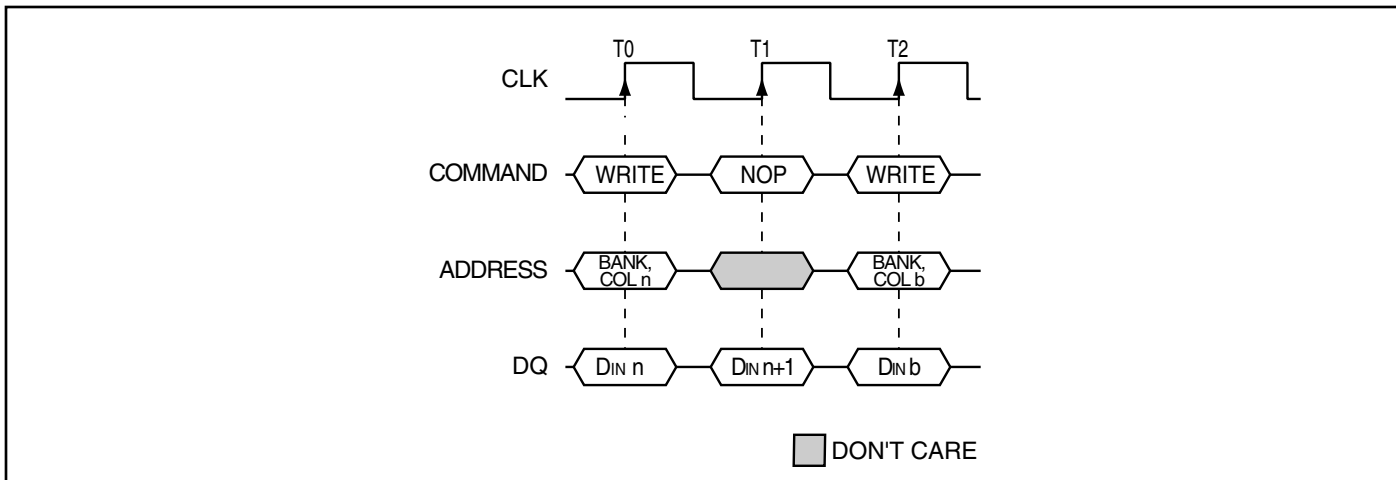 T0 T1 T2
CLK
COMMAND WRITE NOP WRITE
ADDRESS BANK, COL n BANK, COL b
DQ DIN n DIN n+1 DIN b
DON'T CARE